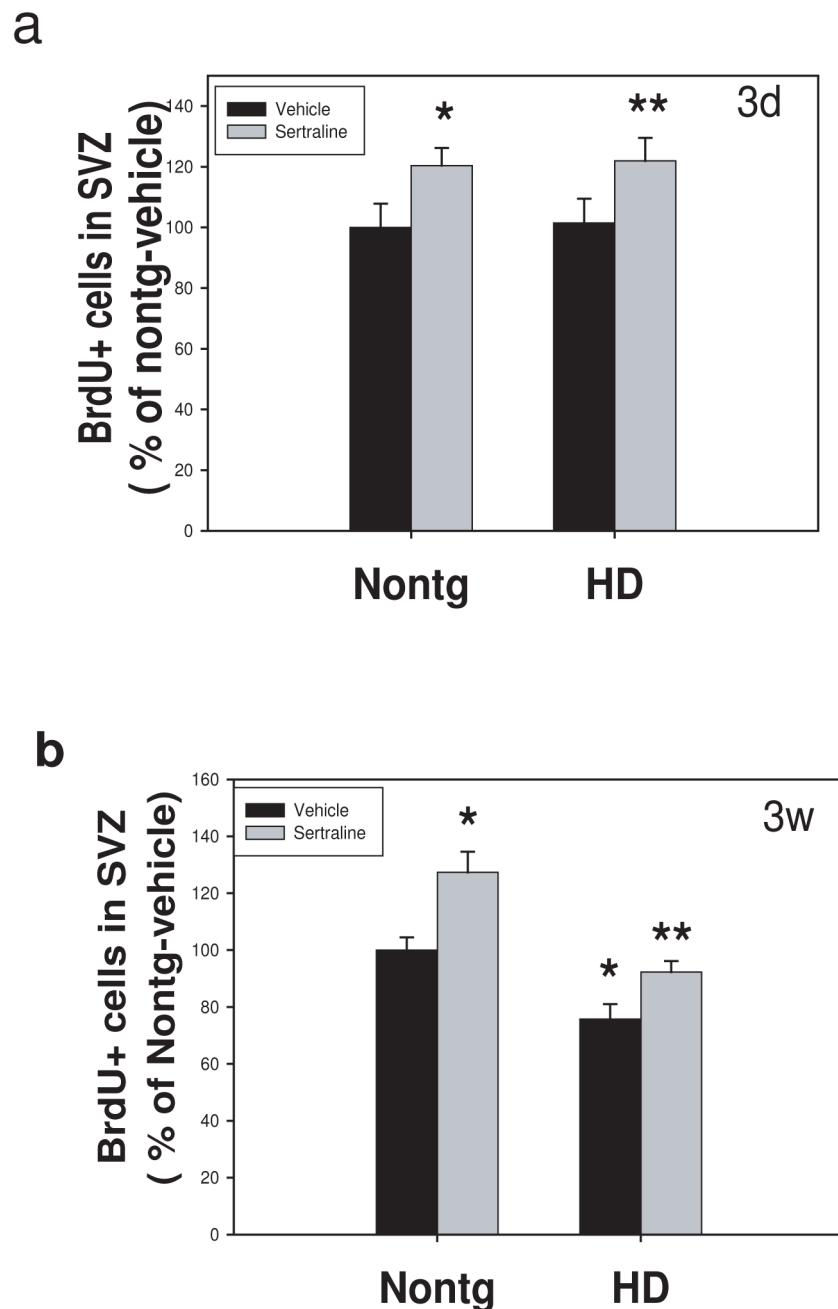 a
BrdU+ cells in SVZ
( % of nontg-vehicle)
140
120
100
80
60
40
20
0
Vehicle
Sertraline
*
**
3d
Nontg
HD
b
BrdU+ cells in SVZ
( % of Nontg-vehicle)
160
140
120
100
80
60
40
20
0
Vehicle
Sertraline
*
*
**
3w
Nontg
HD